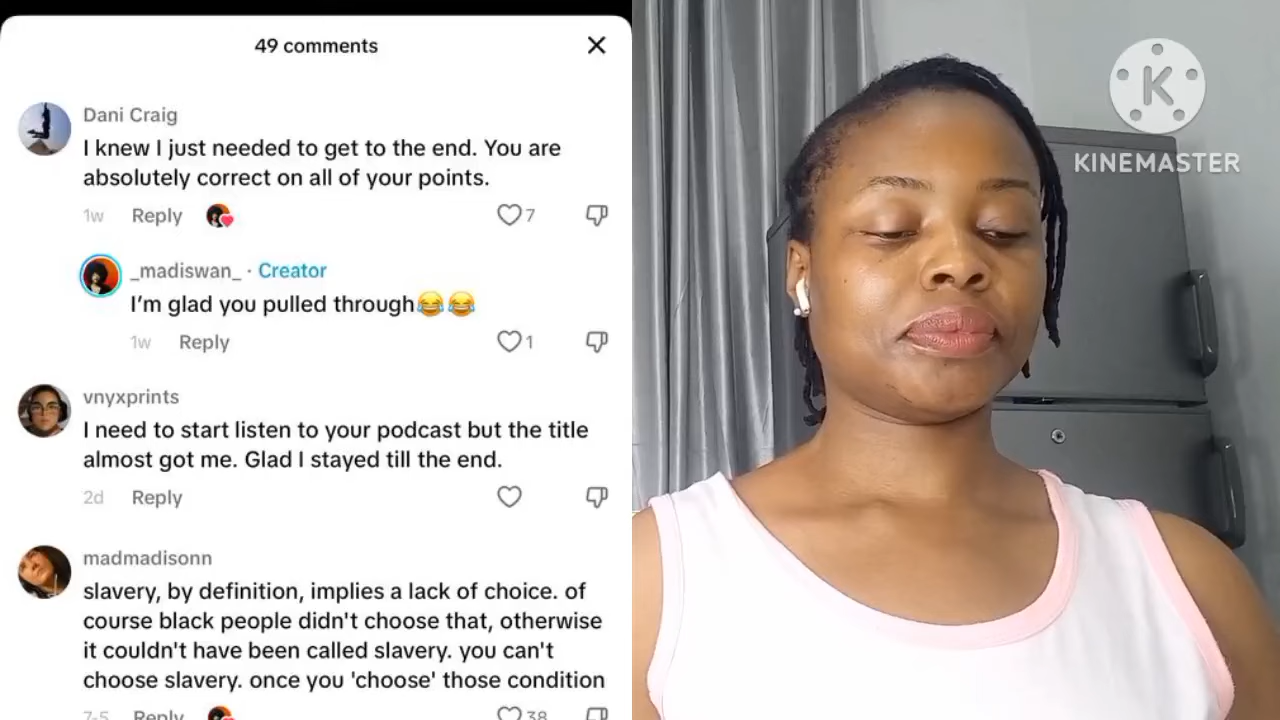 49 comments
Dani Craig
I knew I just needed to get to the end. You are
absolutely correct on all of your points.
1w Reply 7
_madiswan_ · Creator
I'm glad you pulled through😂😂
1w Reply 1
vnyxprints
I need to start listen to your podcast but the title
almost got me. Glad I stayed till the end.
2d Reply
madmadisonn
slavery, by definition, implies a lack of choice. of
course black people didn't choose that, otherwise
it couldn't have been called slavery. you can't
choose slavery. once you 'choose' those condition
7-5 Reply 38
K
KINEMASTER